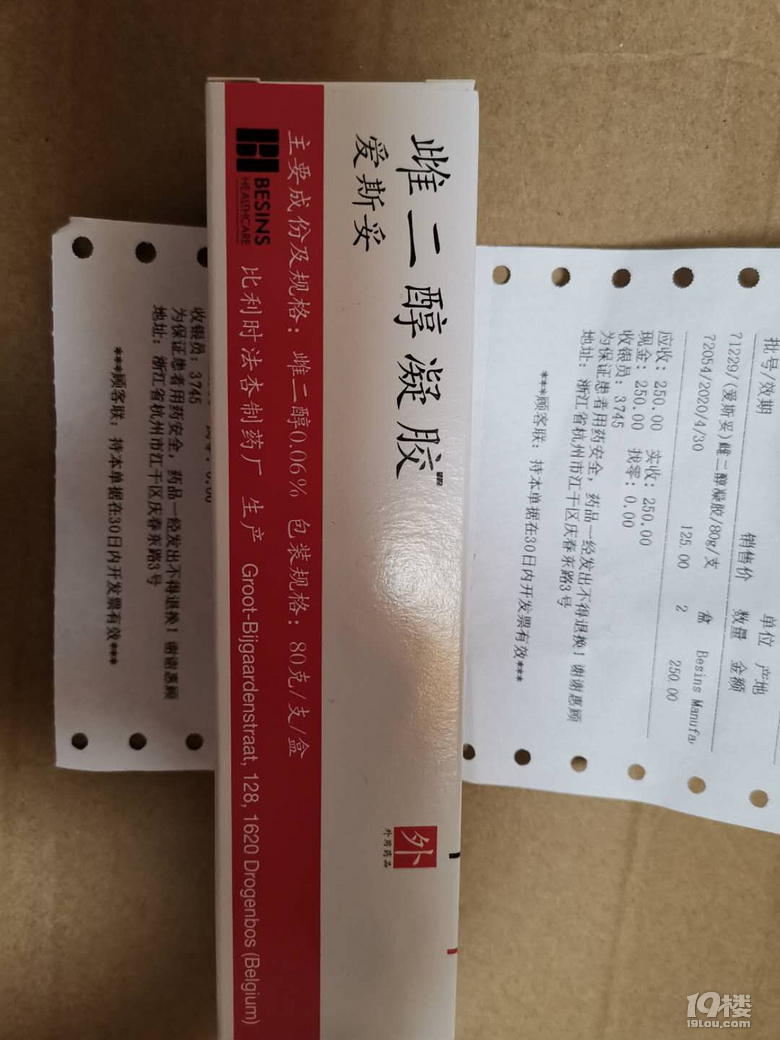 雌二醇凝胶
爱斯妥
主要成份及规格：雌二醇0.06% 包装规格：80克/支/盒
BESINS
HEALTHCARE
比利时法杏制药厂 生产 Groot-Bijgaardenstraat, 128, 1620 Drogenbos (Belgium)
外
外用药品
批号/效期 销售价 单位 产地
数量 金额
71229/(爱斯妥)雌二醇凝胶/80g/支 盒 Besins Manufa
72054/2020/4/30 125.00 2 250.00
应收：250.00 实收：250.00
现金：250.00 找零：0.00
收银员：3745
为保证患者用药安全，药品一经发出不得退换！谢谢惠顾
地址：浙江省杭州市江干区庆春东路3号
***顾客联：持本单据在30日内开发票有效***
0.00
收银员：3745
为保证患者用药安全，药品一经发出不得退换！谢谢惠顾
地址：浙江省杭州市江干区庆春东路3号
***顾客联：持本单据在30日内开发票有效***
19楼
19lou.com